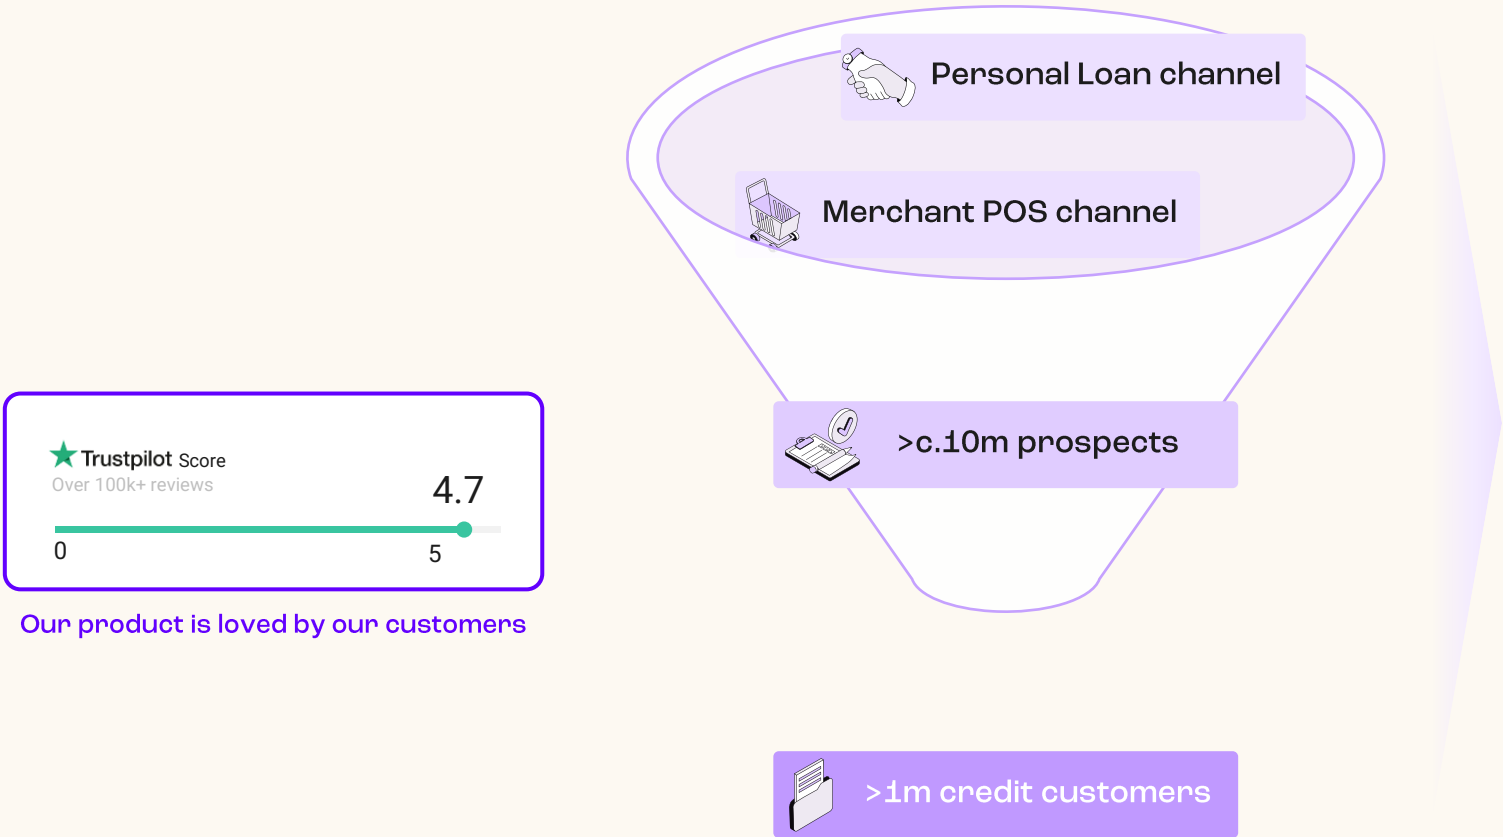 Personal Loan channel
Merchant POS channel
>c.10m prospects
>1m credit customers
Trustpilot Score
Over 100k+ reviews
4.7
0
5
Our product is loved by our customers